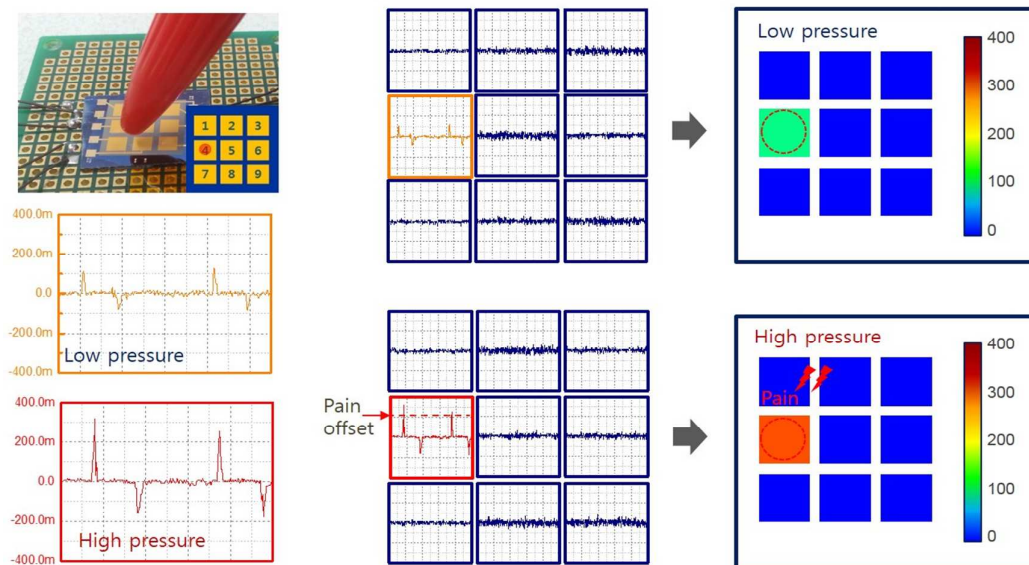 1 2 3
4 5 6
7 8 9
400.0m
200.0m
0.0
-200.0m
-400.0m
Low pressure
400.0m
200.0m
0.0
-200.0m
-400.0m
High pressure
Pain
offset
Low pressure
400
300
200
100
0
High pressure
Pain
400
300
200
100
0